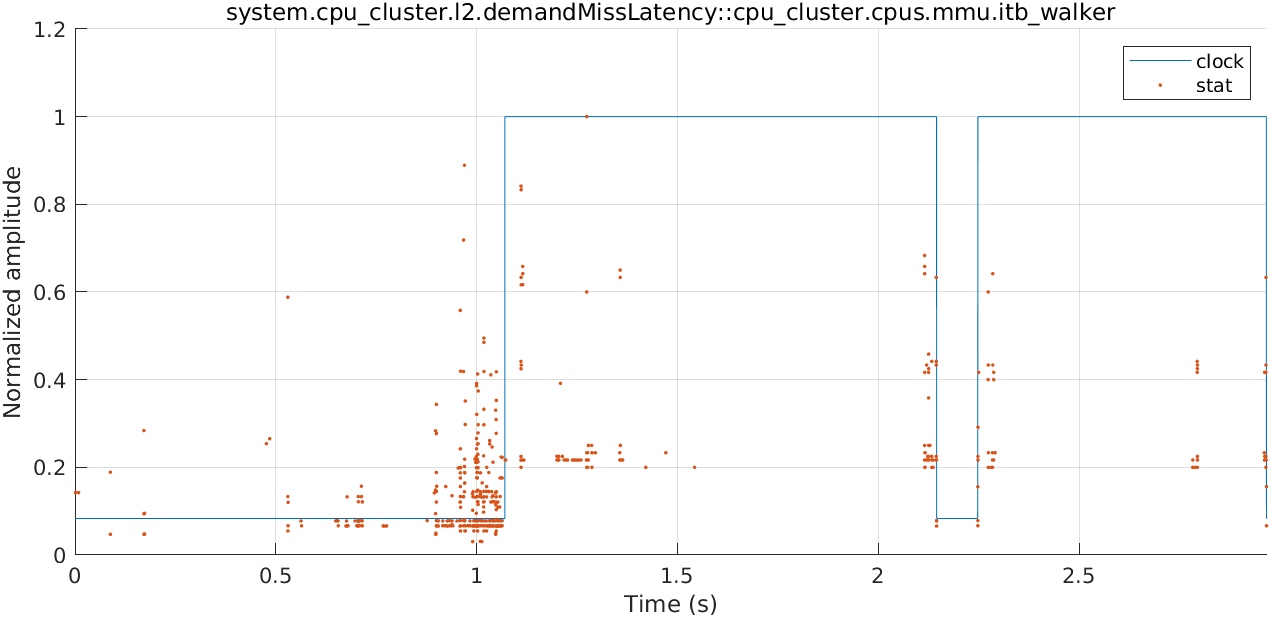 system.cpu_cluster.l2.demandMissLatency::cpu_cluster.cpus.mmu.itb_walker
1.2
1
0.8
0.6
0.4
0.2
0
Normalized amplitude
clock
stat
0 0.5 1 1.5 2 2.5
Time (s)